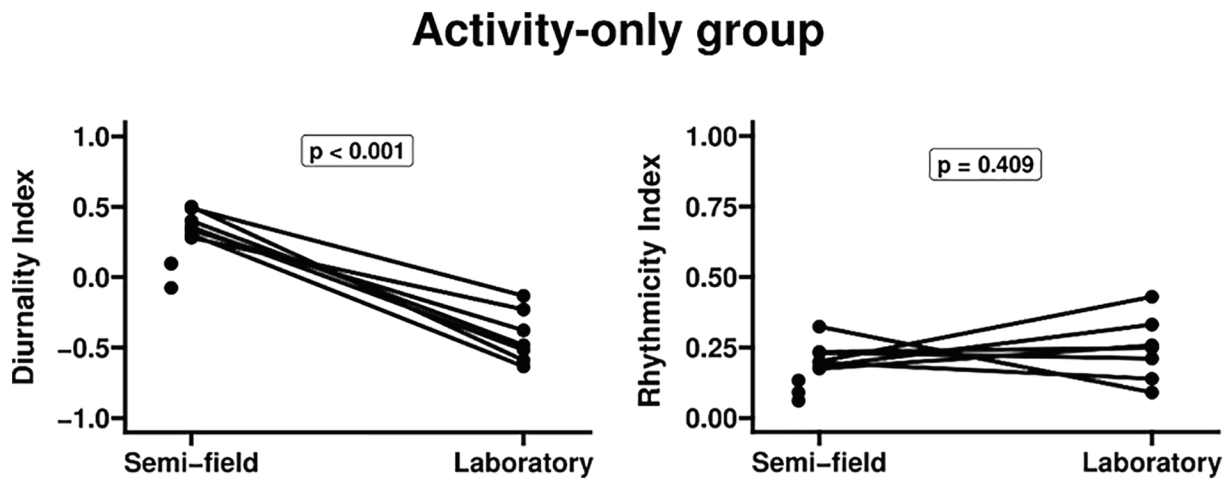 Activity-only group
p < 0.001
Diurnality Index
1.0
0.5
0.0
−0.5
−1.0
Semi−field
Laboratory
p = 0.409
Rhythmicity Index
1.00
0.75
0.50
0.25
0.00
Semi−field
Laboratory